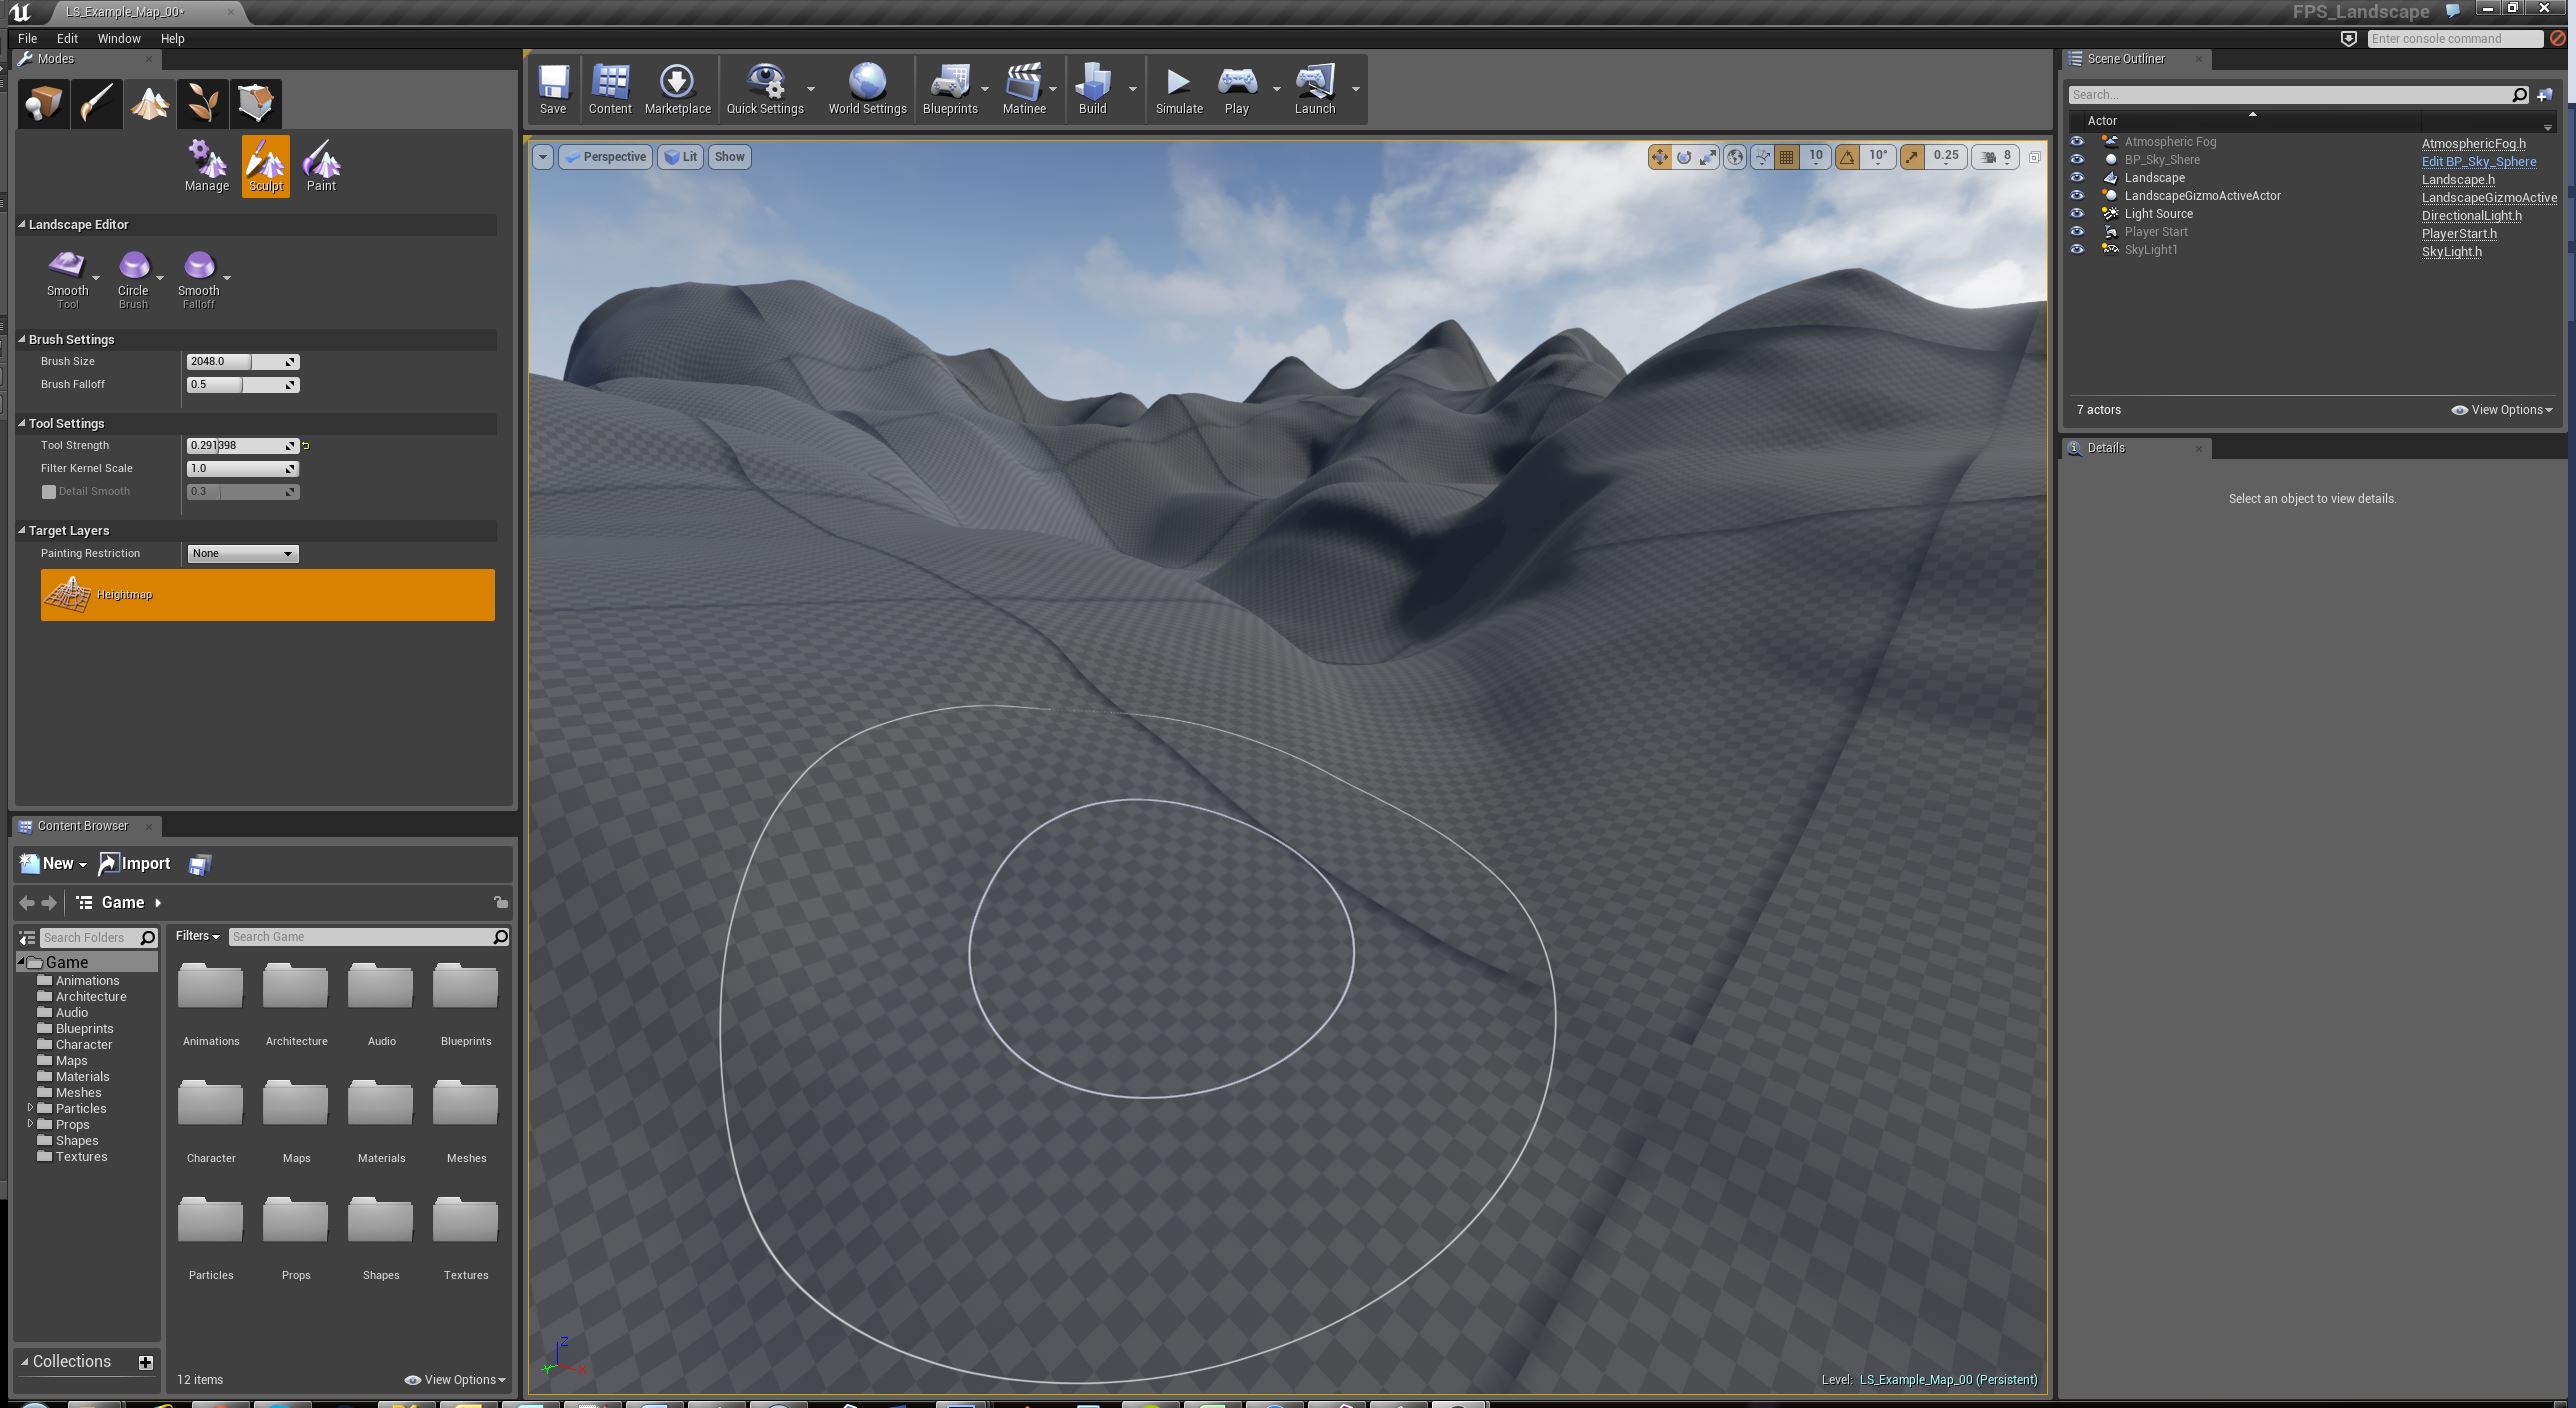 LS_Example_Map_00*
FPS_Landscape
File Edit Window Help
Enter console command
Modes
Manage Sculpt Paint
Landscape Editor
Smooth Circle Smooth
Tool Brush Falloff
Brush Settings
Brush Size 2048.0
Brush Falloff 0.5
Tool Settings
Tool Strength 0.291398
Filter Kernel Scale 1.0
Detail Smooth 0.3
Target Layers
Painting Restriction None
Heightmap
Content Browser
New Import
Game
Search Folders
Filters Search Game
Game
Animations
Architecture
Audio
Blueprints
Character
Maps
Materials
Meshes
Particles
Props
Shapes
Textures
Animations Architecture Audio Blueprints
Character Maps Materials Meshes
Particles Props Shapes Textures
Collections
12 items View Options
Save Content Marketplace Quick Settings World Settings Blueprints Matinee Build Simulate Play Launch
Perspective Lit Show
10 10° 0.25 8
Z
Y X
Level: LS_Example_Map_00 (Persistent)
Scene Outliner
Search...
Actor
Atmospheric Fog AtmosphericFog.h
BP_Sky_Shere Edit BP_Sky_Sphere
Landscape Landscape.h
LandscapeGizmoActiveActor LandscapeGizmoActive
Light Source DirectionalLight.h
Player Start PlayerStart.h
SkyLight1 SkyLight.h
7 actors View Options
Details
Select an object to view details.